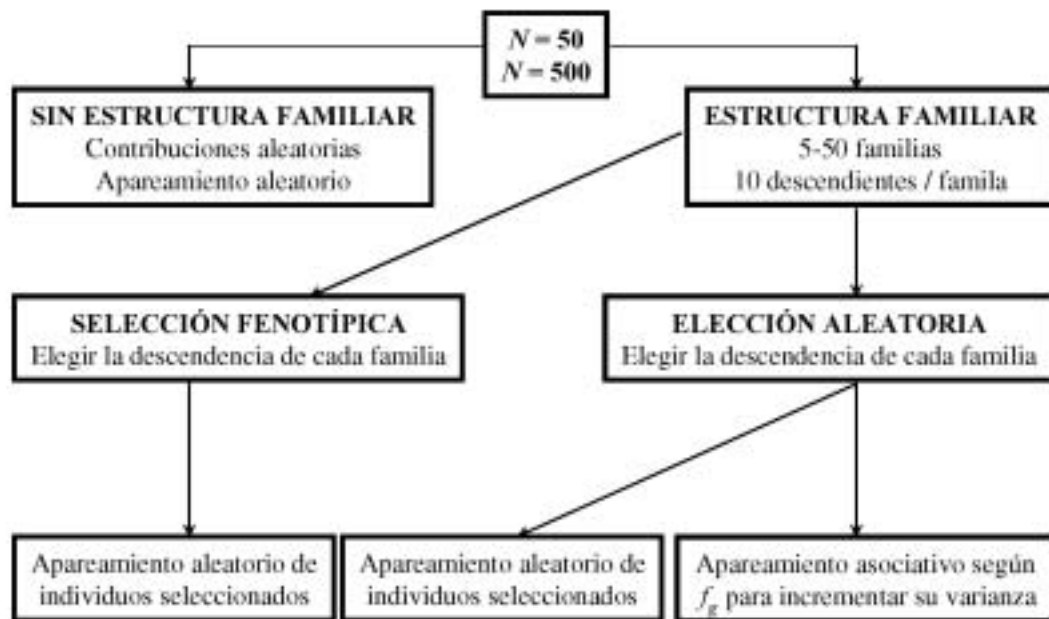 N = 50
N = 500
SIN ESTRUCTURA FAMILIAR
Contribuciones aleatorias
Apareamiento aleatorio
ESTRUCTURA FAMILIAR
5-50 familias
10 descendientes / famila
SELECCIÓN FENOTÍPICA
Elegir la descendencia de cada familia
ELECCIÓN ALEATORIA
Elegir la descendencia de cada familia
Apareamiento aleatorio de
individuos seleccionados
Apareamiento aleatorio de
individuos seleccionados
Apareamiento asociativo según
fg para incrementar su varianza